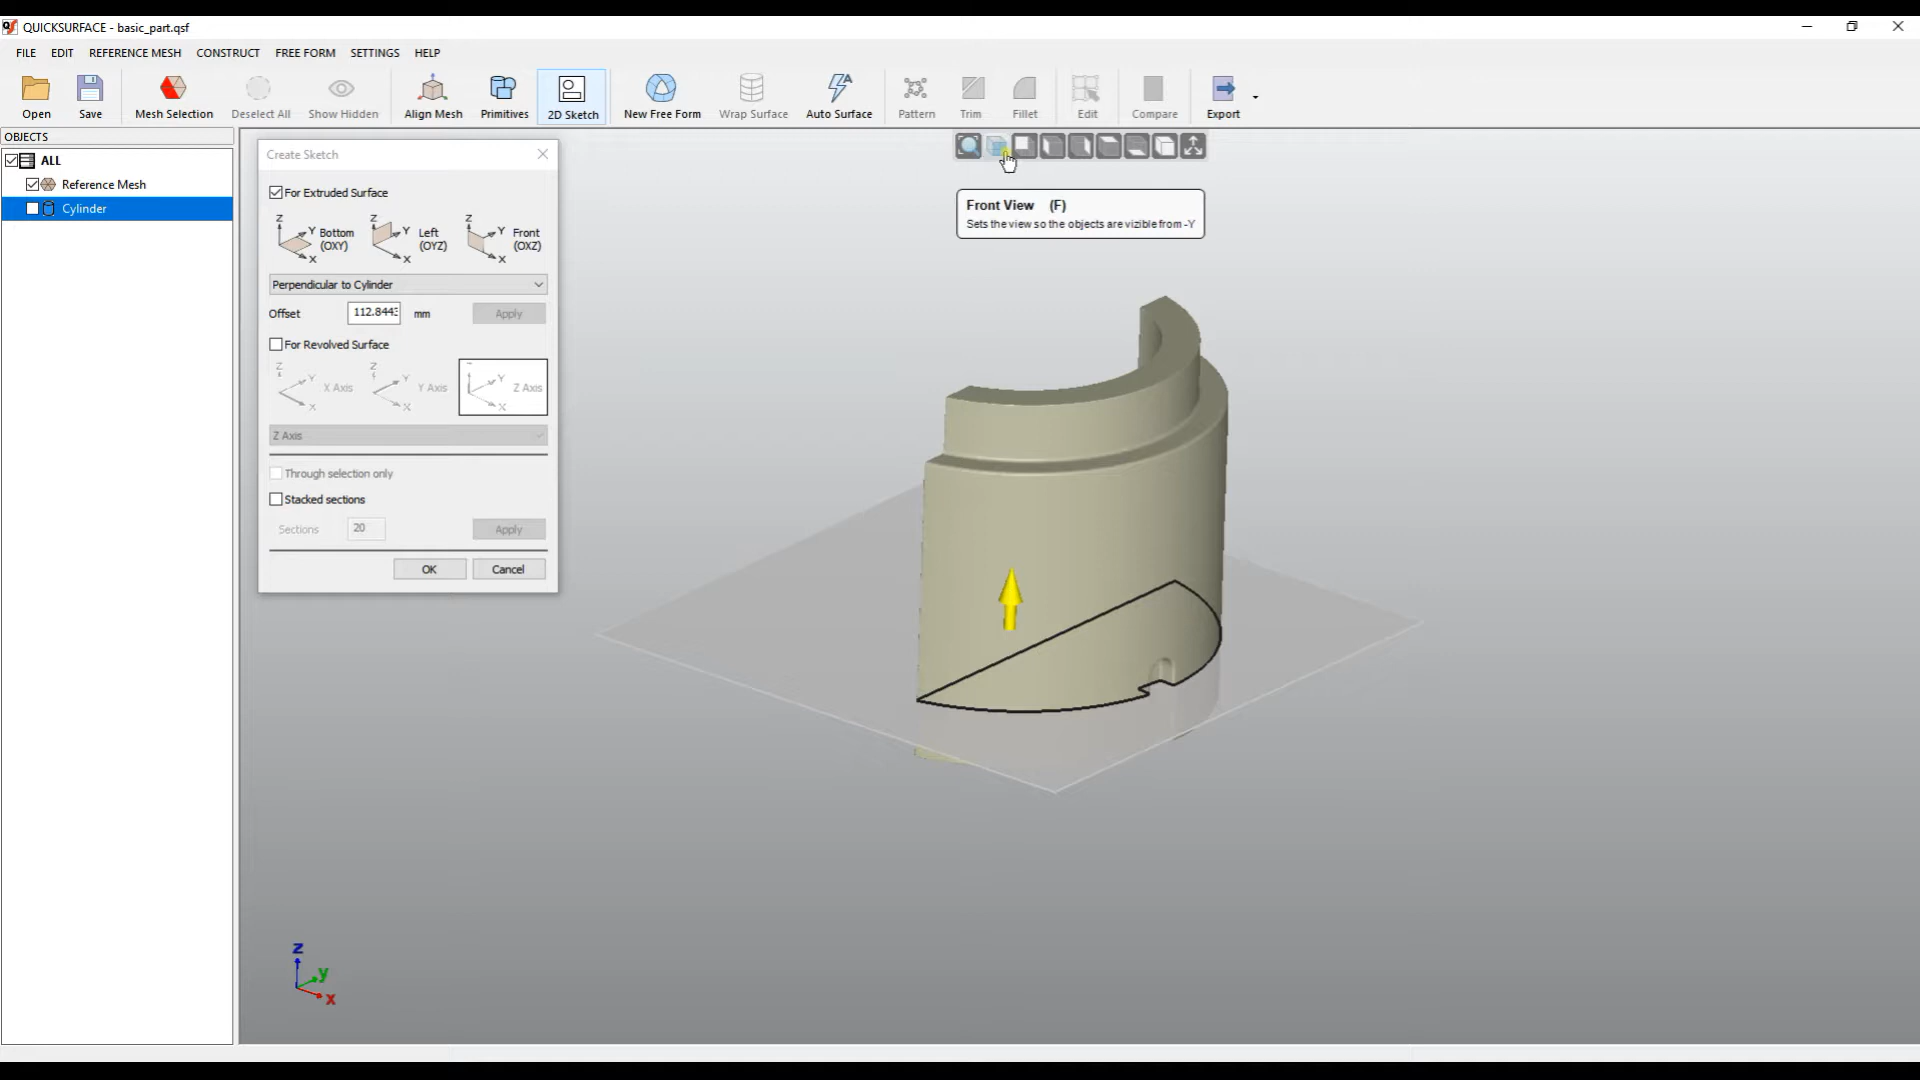 QUICKSURFACE - basic_part.qsf
FILE EDIT REFERENCE MESH CONSTRUCT FREE FORM SETTINGS HELP
Open Save Mesh Selection Deselect All Show Hidden Align Mesh Primitives 2D Sketch New Free Form Wrap Surface Auto Surface Pattern Trim Fillet Edit Compare Export
OBJECTS
ALL
Reference Mesh
Cylinder
Create Sketch
For Extruded Surface
Z Y X Bottom (OXY)
Z Y X Left (OYZ)
Z Y X Front (OXZ)
Perpendicular to Cylinder
Offset 112.8443 mm Apply
For Revolved Surface
Z Y X X Axis
Z Y X Y Axis
Y X Z Axis
Z Axis
Through selection only
Stacked sections
Sections 20 Apply
OK Cancel
Front View (F)
Sets the view so the objects are vizible from -Y
z
y
x